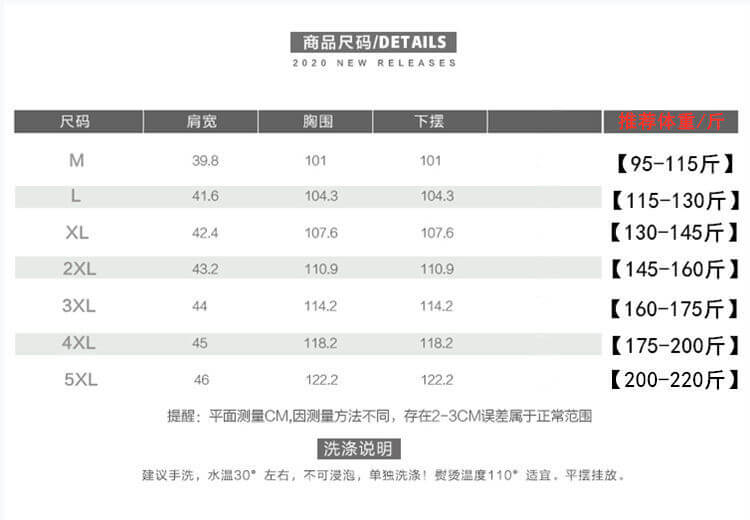 商品尺码/DETAILS
2020 NEW RELEASES
尺码 肩宽 胸围 下摆 推荐体重/斤
M 39.8 101 101 【95-115斤】
L 41.6 104.3 104.3 【115-130斤】
XL 42.4 107.6 107.6 【130-145斤】
2XL 43.2 110.9 110.9 【145-160斤】
3XL 44 114.2 114.2 【160-175斤】
4XL 45 118.2 118.2 【175-200斤】
5XL 46 122.2 122.2 【200-220斤】
提醒：平面测量CM,因测量方法不同，存在2-3CM误差属于正常范围
洗涤说明
建议手洗，水温30° 左右，不可浸泡，单独洗涤！熨烫温度110° 适宜。平摆挂放。